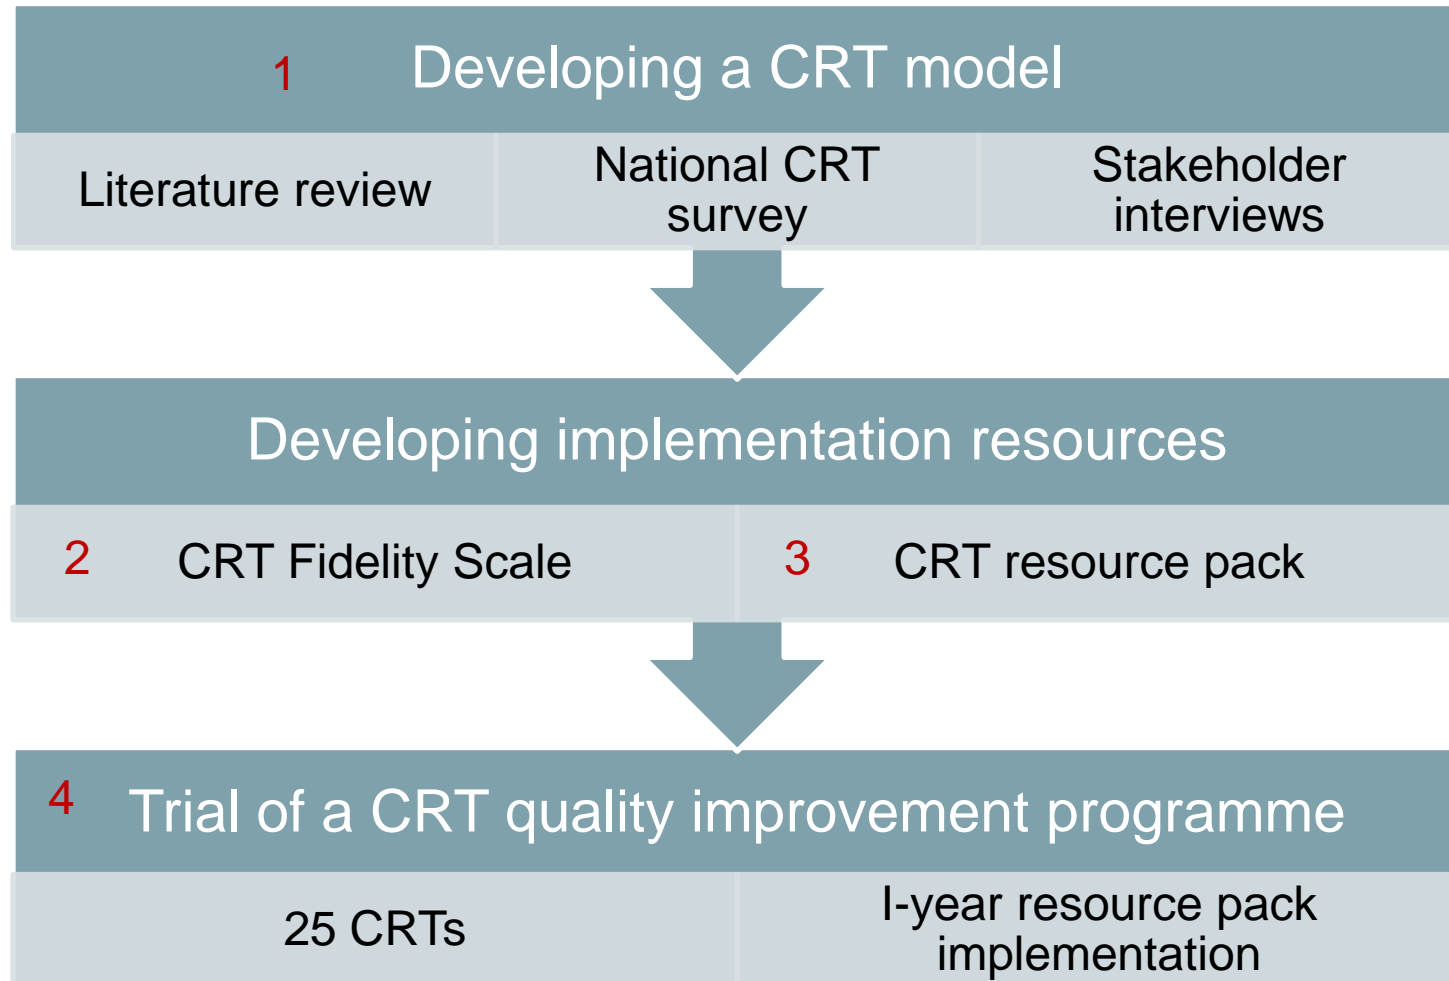 1 Developing a CRT model
Literature review
National CRT
survey
Stakeholder
interviews
Developing implementation resources
2 CRT Fidelity Scale
3 CRT resource pack
4 Trial of a CRT quality improvement programme
25 CRTs
I-year resource pack
implementation